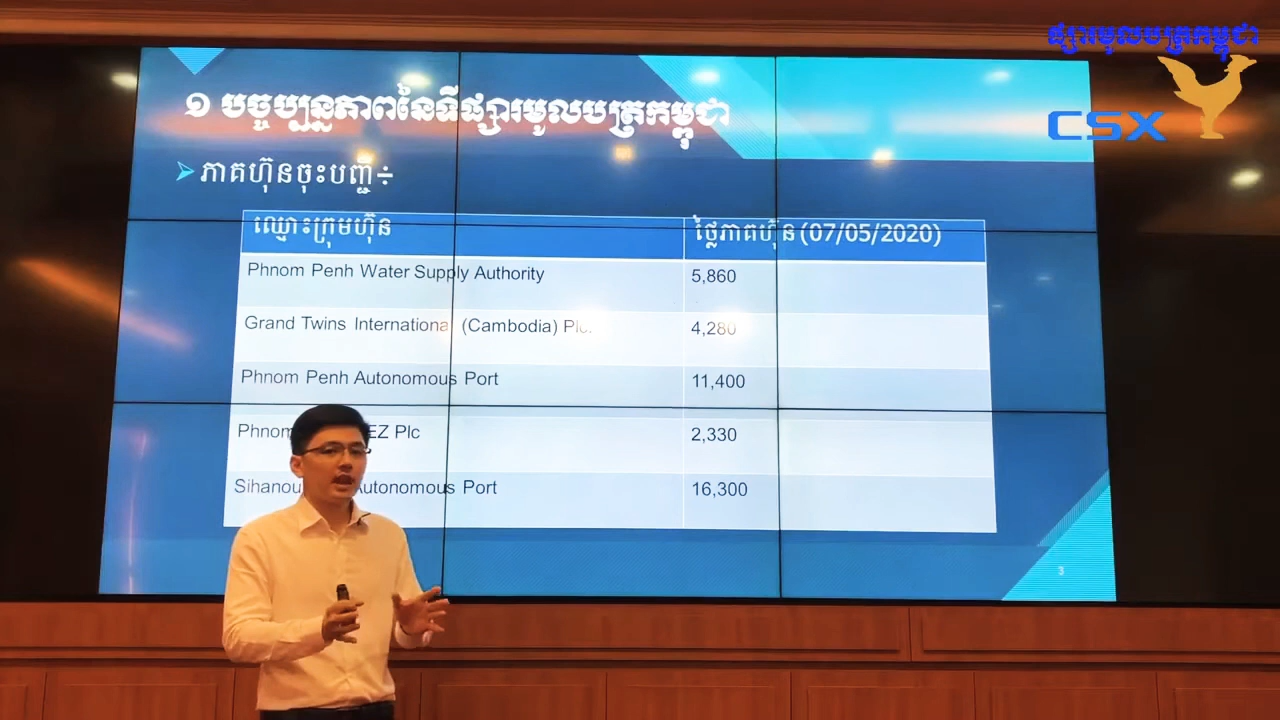 ផ្សារមូលបត្រកម្ពុជា
CSX
១ បច្ចុប្បន្នភាពនៃទីផ្សារមូលបត្រកម្ពុជា
ភាគហ៊ុនចុះបញ្ជី÷
ឈ្មោះក្រុមហ៊ុន ថ្លៃភាគហ៊ុន (07/05/2020)
Phnom Penh Water Supply Authority 5,860
Grand Twins International (Cambodia) Plc. 4,280
Phnom Penh Autonomous Port 11,400
Phnom EZ Plc 2,330
Sihanou Autonomous Port 16,300
3